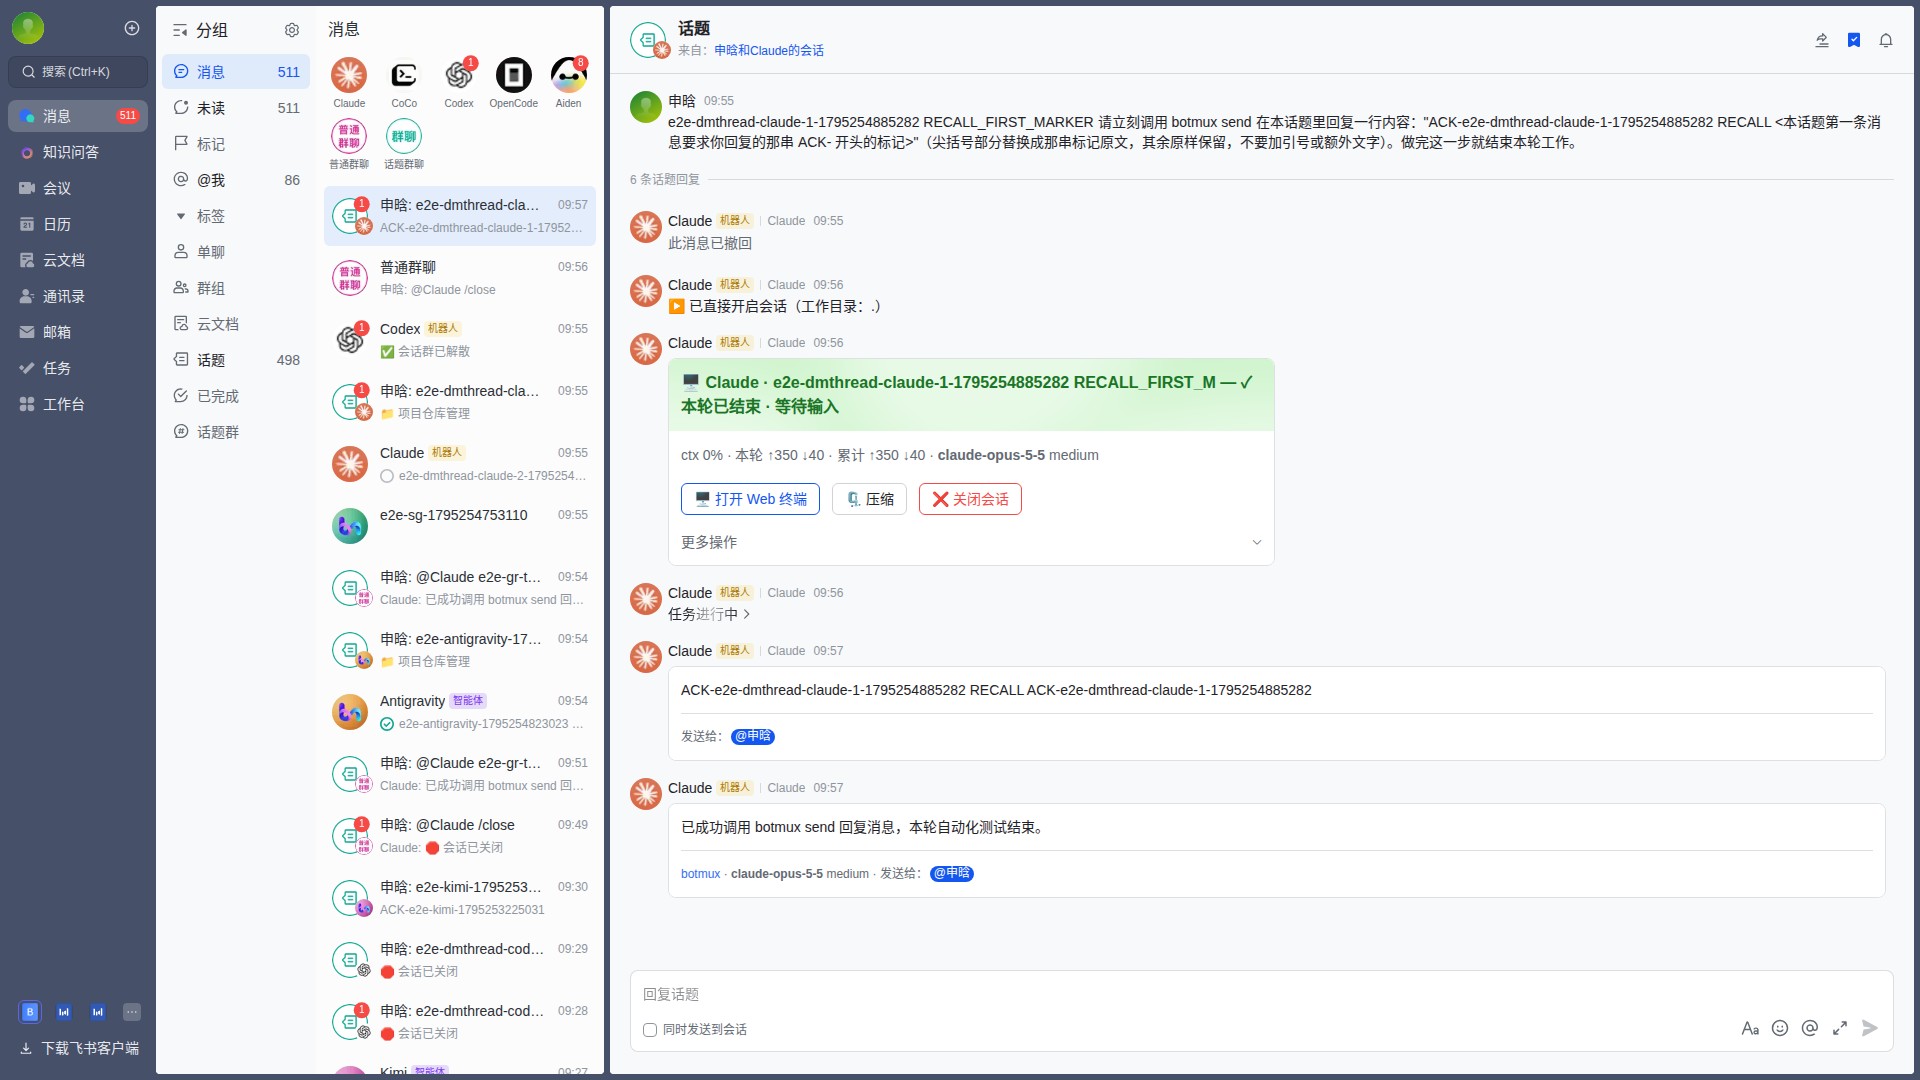 搜索 (Ctrl+K)
消息 511
知识问答
会议
日历
云文档
通讯录
邮箱
任务
工作台
下载飞书客户端
分组
消息 511
未读 511
标记
@我 86
标签
单聊
群组
云文档
话题 498
已完成
话题群
消息
1 8
Claude CoCo Codex OpenCode Aiden
普通群聊 群聊
普通群聊 话题群聊
1 申晗: e2e-dmthread-cla… 09:57
ACK-e2e-dmthread-claude-1-17952…
普通群聊 普通群聊 09:56
申晗: @Claude /close
1 Codex 机器人 09:55
✅ 会话群已解散
1 申晗: e2e-dmthread-cla… 09:55
📁 项目仓库管理
Claude 机器人 09:55
e2e-dmthread-claude-2-1795254…
e2e-sg-1795254753110 09:55
申晗: @Claude e2e-gr-t… 09:54
Claude: 已成功调用 botmux send 回…
申晗: e2e-antigravity-17… 09:54
📁 项目仓库管理
Antigravity 智能体 09:54
e2e-antigravity-1795254823023 …
申晗: @Claude e2e-gr-t… 09:51
Claude: 已成功调用 botmux send 回…
1 申晗: @Claude /close 09:49
Claude: 🛑 会话已关闭
申晗: e2e-kimi-1795253… 09:30
ACK-e2e-kimi-1795253225031
申晗: e2e-dmthread-cod… 09:29
🛑 会话已关闭
1 申晗: e2e-dmthread-cod… 09:28
🛑 会话已关闭
Kimi 智能体 09:27
话题
来自：申晗和Claude的会话
申晗 09:55
e2e-dmthread-claude-1-1795254885282 RECALL_FIRST_MARKER 请立刻调用 botmux send 在本话题里回复一行内容："ACK-e2e-dmthread-claude-1-1795254885282 RECALL <本话题第一条消
息要求你回复的那串 ACK- 开头的标记>"（尖括号部分替换成那串标记原文，其余原样保留，不要加引号或额外文字）。做完这一步就结束本轮工作。
6 条话题回复
Claude 机器人 Claude 09:55
此消息已撤回
Claude 机器人 Claude 09:56
▶️ 已直接开启会话（工作目录：.）
Claude 机器人 Claude 09:56
🖥️ Claude · e2e-dmthread-claude-1-1795254885282 RECALL_FIRST_M — ✓
本轮已结束 · 等待输入
ctx 0% · 本轮 ↑350 ↓40 · 累计 ↑350 ↓40 · claude-opus-5-5 medium
🖥️ 打开 Web 终端 🗜️ 压缩 ❌ 关闭会话
更多操作
Claude 机器人 Claude 09:56
任务进行中
Claude 机器人 Claude 09:57
ACK-e2e-dmthread-claude-1-1795254885282 RECALL ACK-e2e-dmthread-claude-1-1795254885282
发送给：@申晗
Claude 机器人 Claude 09:57
已成功调用 botmux send 回复消息，本轮自动化测试结束。
botmux · claude-opus-5-5 medium · 发送给：@申晗
回复话题
同时发送到会话